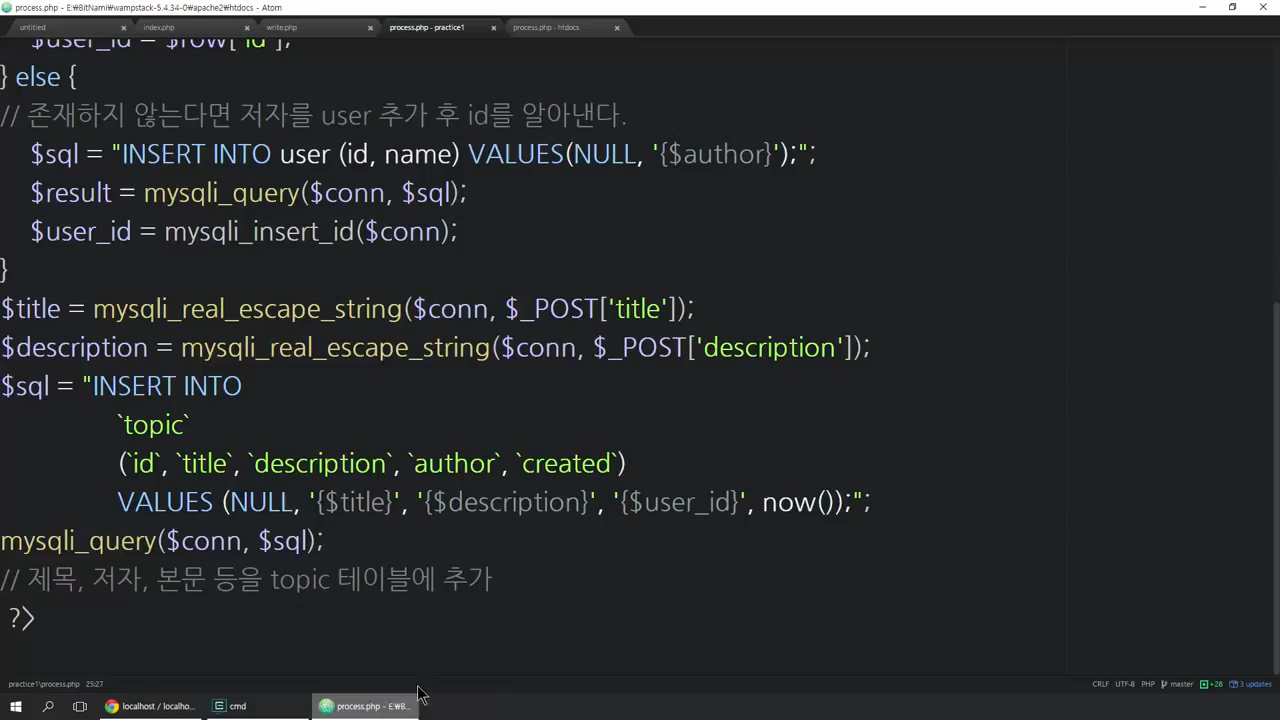 process.php - E:₩BitNami₩wampstack-5.4.34-0₩apache2₩htdocs - Atom
untitled
index.php
write.php
process.php - practice1
process.php - htdocs
$user_id = $row['id'];
} else {
// 존재하지 않는다면 저자를 user 추가 후 id를 알아낸다.
$sql = "INSERT INTO user (id, name) VALUES(NULL, '{$author}');";
$result = mysqli_query($conn, $sql);
$user_id = mysqli_insert_id($conn);
}
$title = mysqli_real_escape_string($conn, $_POST['title']);
$description = mysqli_real_escape_string($conn, $_POST['description']);
$sql = "INSERT INTO
`topic`
(`id`, `title`, `description`, `author`, `created`)
VALUES (NULL, '{$title}', '{$description}', '{$user_id}', now());";
mysqli_query($conn, $sql);
// 제목, 저자, 본문 등을 topic 테이블에 추가
?>
practice1\process.php 25:27
CRLF UTF-8 PHP master +28 3 updates
localhost / localho...
cmd
process.php - E:₩B...